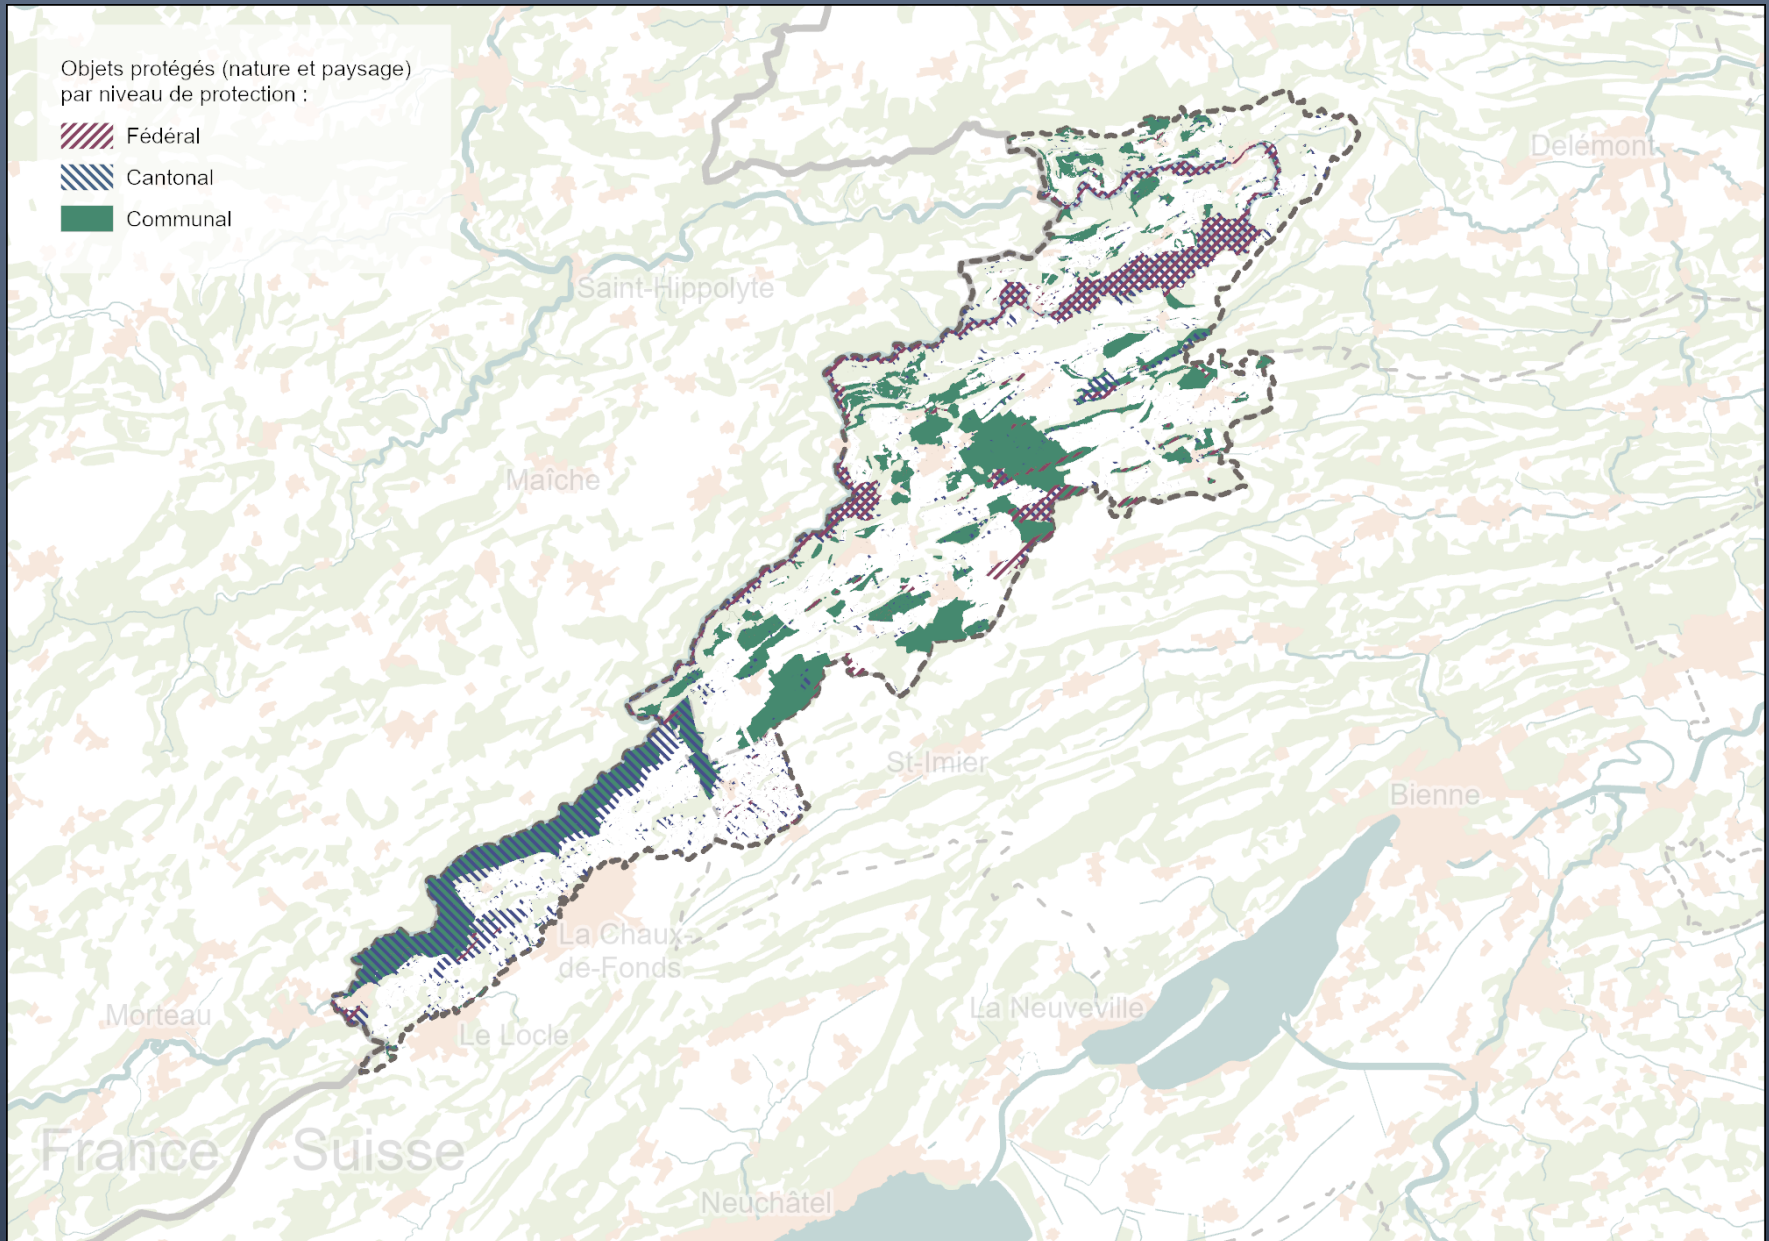 Objets protégés (nature et paysage)
par niveau de protection :
Fédéral
Cantonal
Communal
Delémont
Saint-Hippolyte
Maîche
St-Imier
Bienne
La Chaux-
de-Fonds
La Neuveville
Morteau
Le Locle
France
Suisse
Neuchâtel